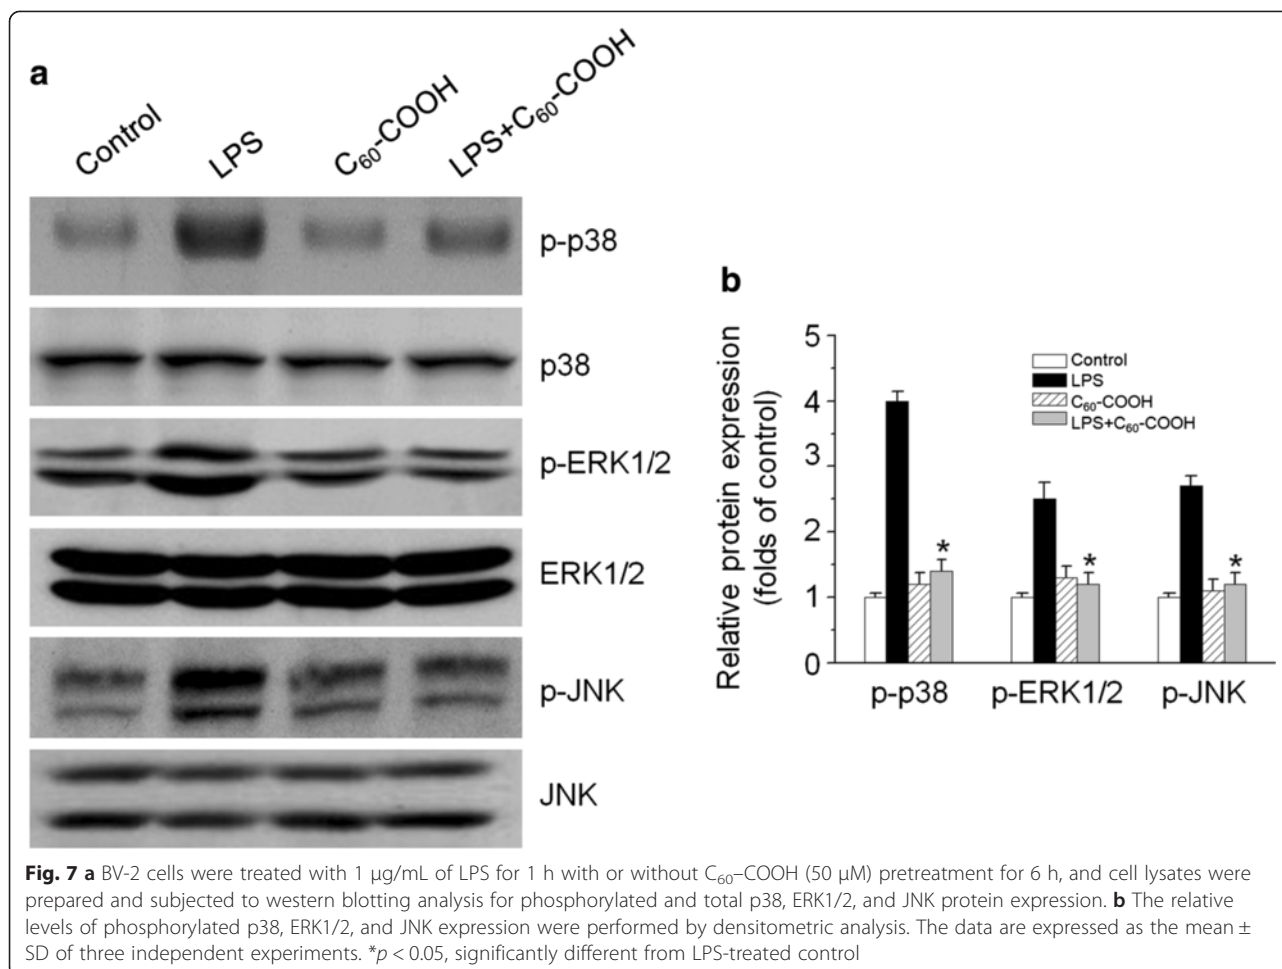 a
Control
LPS
C₆₀-COOH
LPS+C₆₀-COOH
p-p38
p38
p-ERK1/2
ERK1/2
p-JNK
JNK
b
Relative protein expression
(folds of control)
5
4
3
2
1
0
Control
LPS
C₆₀-COOH
LPS+C₆₀-COOH
*
*
*
p-p38
p-ERK1/2
p-JNK
Fig. 7 a BV-2 cells were treated with 1 μg/mL of LPS for 1 h with or without C₆₀–COOH (50 μM) pretreatment for 6 h, and cell lysates were
prepared and subjected to western blotting analysis for phosphorylated and total p38, ERK1/2, and JNK protein expression. b The relative
levels of phosphorylated p38, ERK1/2, and JNK expression were performed by densitometric analysis. The data are expressed as the mean ±
SD of three independent experiments. *p < 0.05, significantly different from LPS-treated control